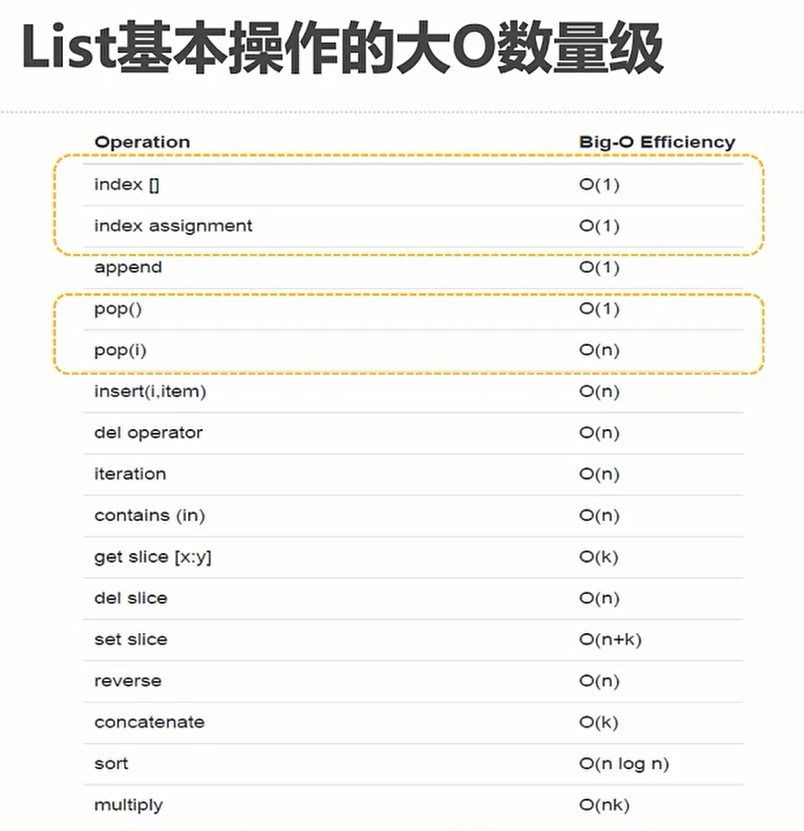 List基本操作的大O数量级
Operation Big-O Efficiency
index [] O(1)
index assignment O(1)
append O(1)
pop() O(1)
pop(i) O(n)
insert(i,item) O(n)
del operator O(n)
iteration O(n)
contains (in) O(n)
get slice [x:y] O(k)
del slice O(n)
set slice O(n+k)
reverse O(n)
concatenate O(k)
sort O(n log n)
multiply O(nk)